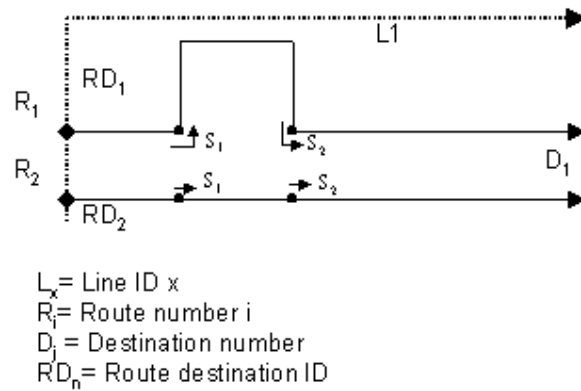 L1
RD₁
R₁
S₁
S₂
D₁
R₂
S₁
S₂
RD₂
Lₓ= Line ID x
Rᵢ= Route number i
Dⱼ = Destination number
RDₙ= Route destination ID